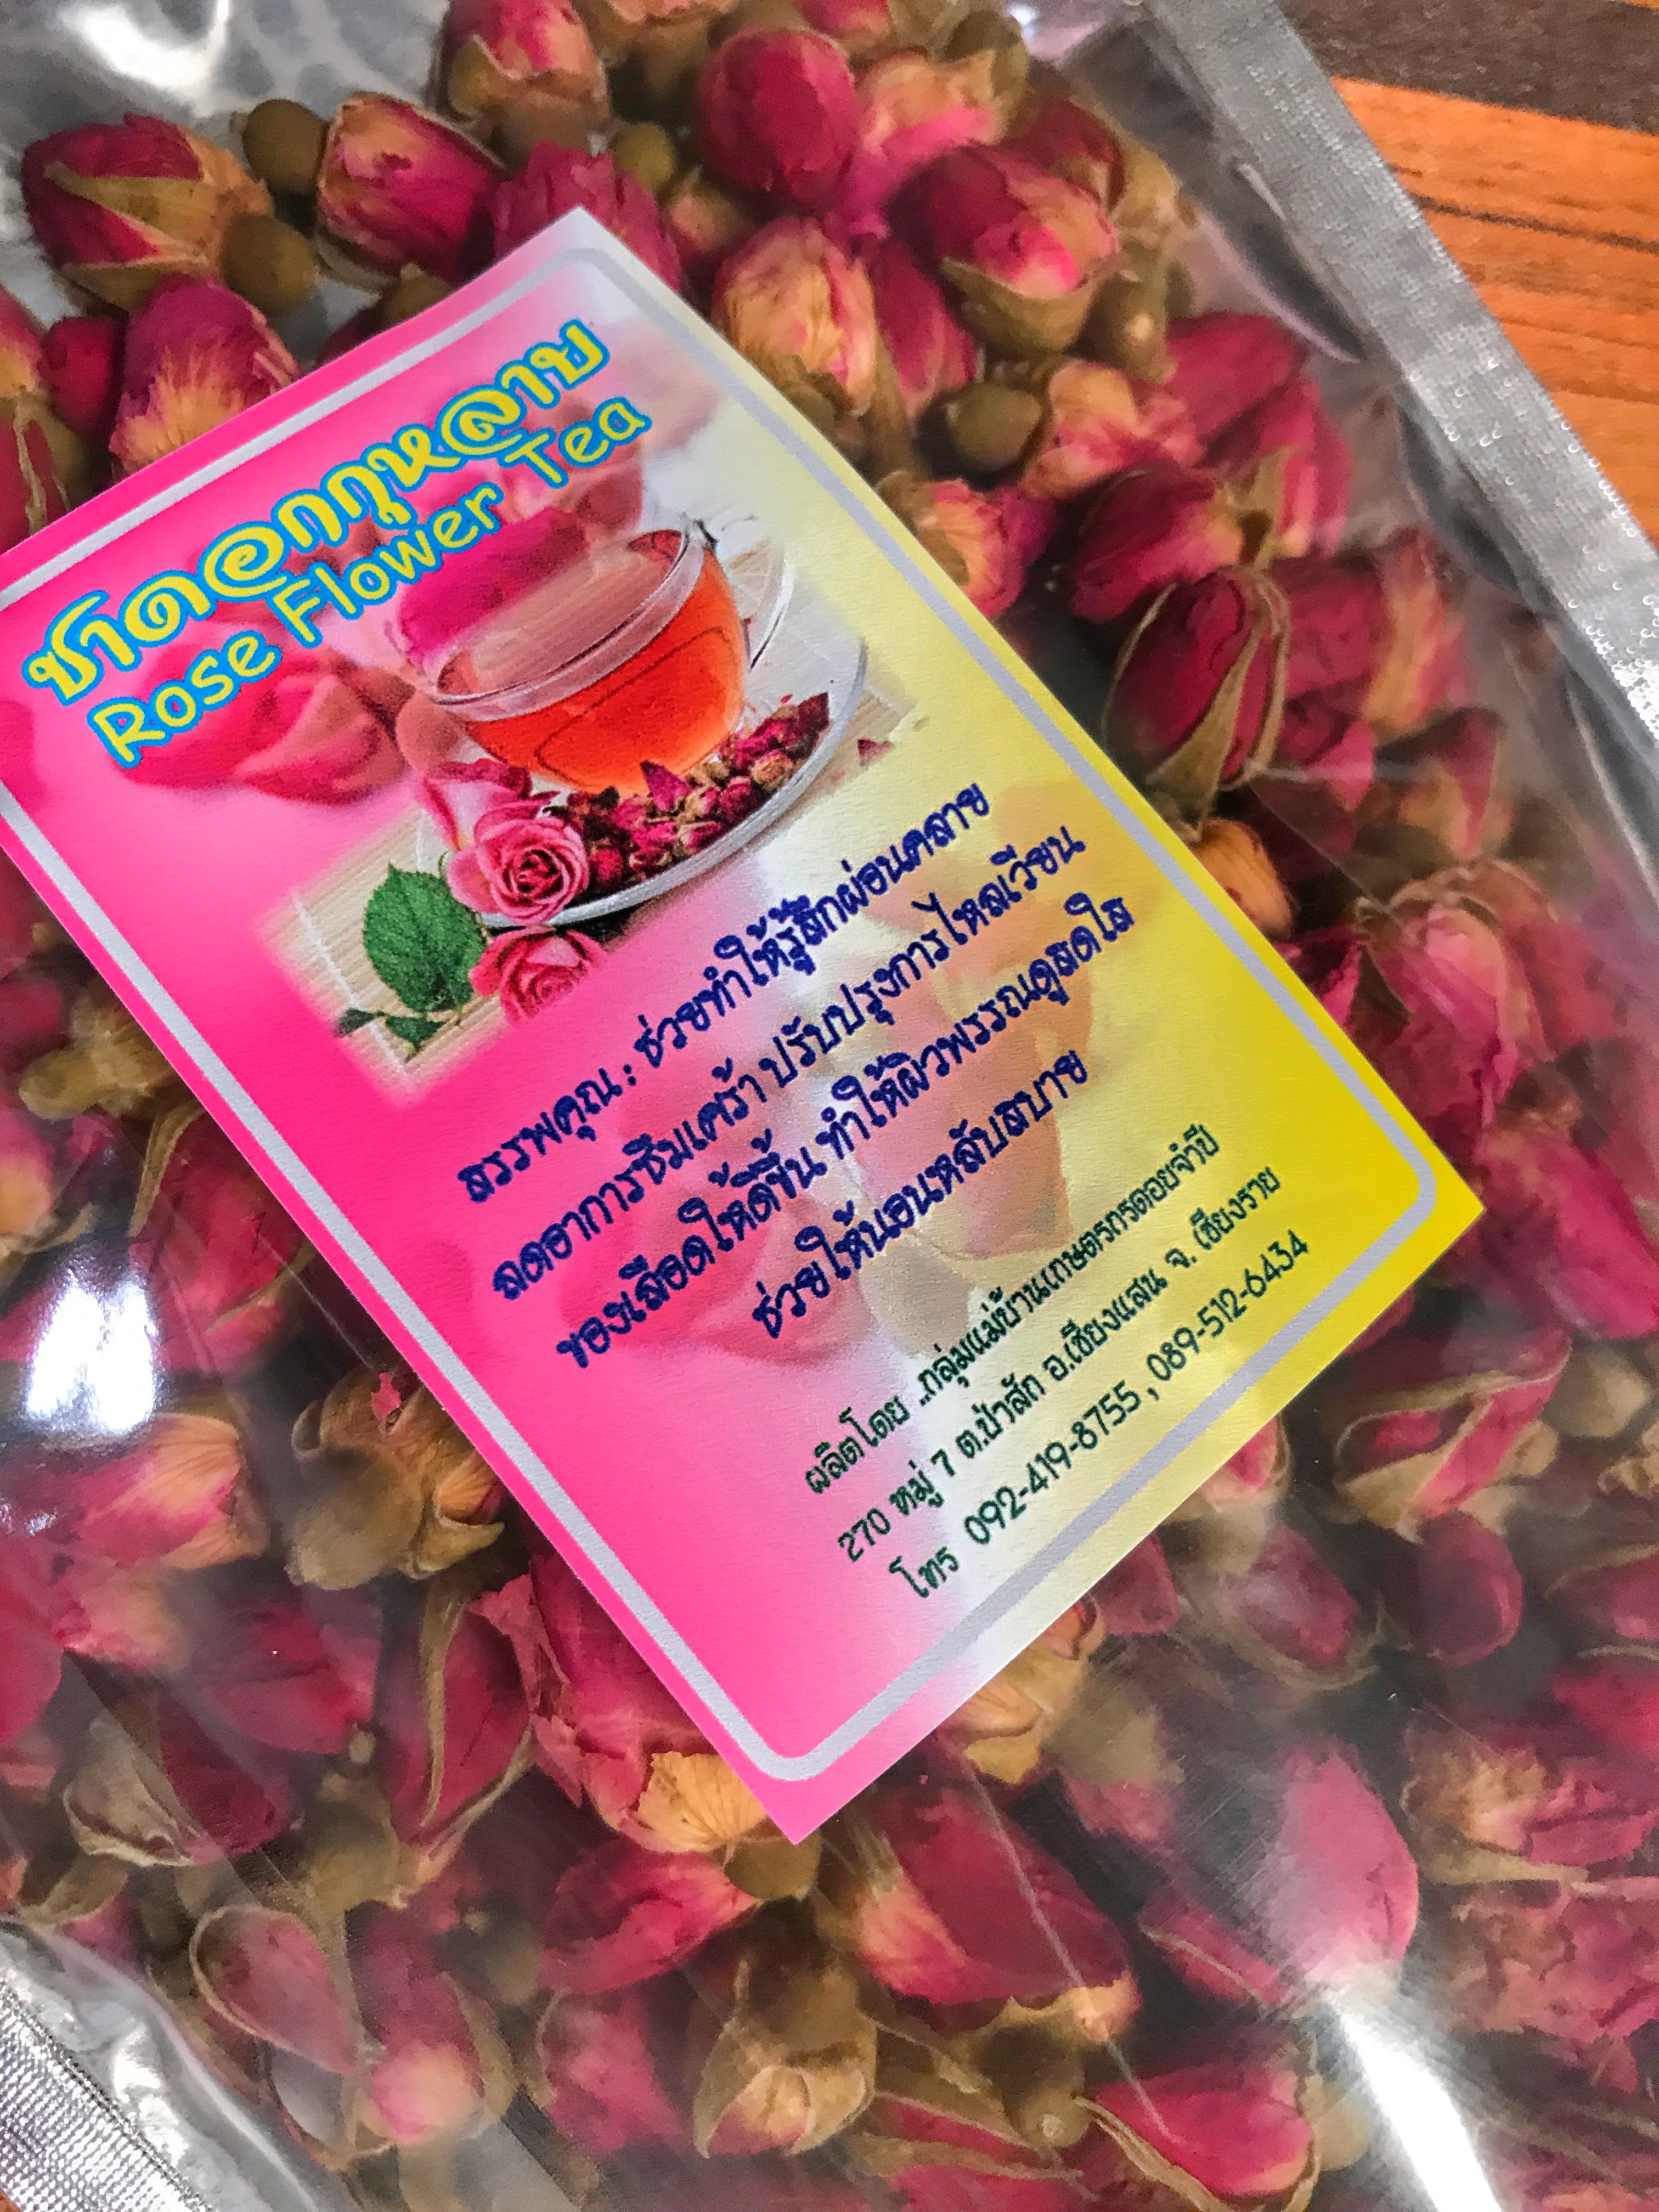 ชาดอกกุหลาบ
Rose Flower Tea
สรรพคุณ : ช่วยทำให้รู้สึกผ่อนคลาย
ลดอาการซึมเศร้า ปรับปรุงการไหลเวียน
ของเลือดให้ดีขึ้น ทำให้ผิวพรรณดูสดใส
ช่วยให้นอนหลับสบาย
ผลิตโดย ..กลุ่มแม่บ้านเกษตรกรดอยจำปี
270 หมู่ 7 ต.ป่าสัก อ.เชียงแสน จ. เชียงราย
โทร 092-419-8755 , 089-512-6434